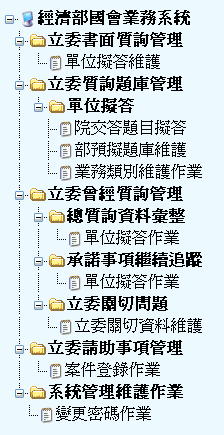 經濟部國會業務系統
立委書面質詢管理
單位擬答維護
立委質詢題庫管理
單位擬答
院交答題目擬答
部預擬題庫維護
業務類別維護作業
立委曾經質詢管理
總質詢資料彙整
單位擬答作業
承諾事項繼續追蹤
單位擬答作業
立委關切問題
立委關切資料維護
立委請助事項管理
案件登錄作業
系統管理維護作業
變更密碼作業